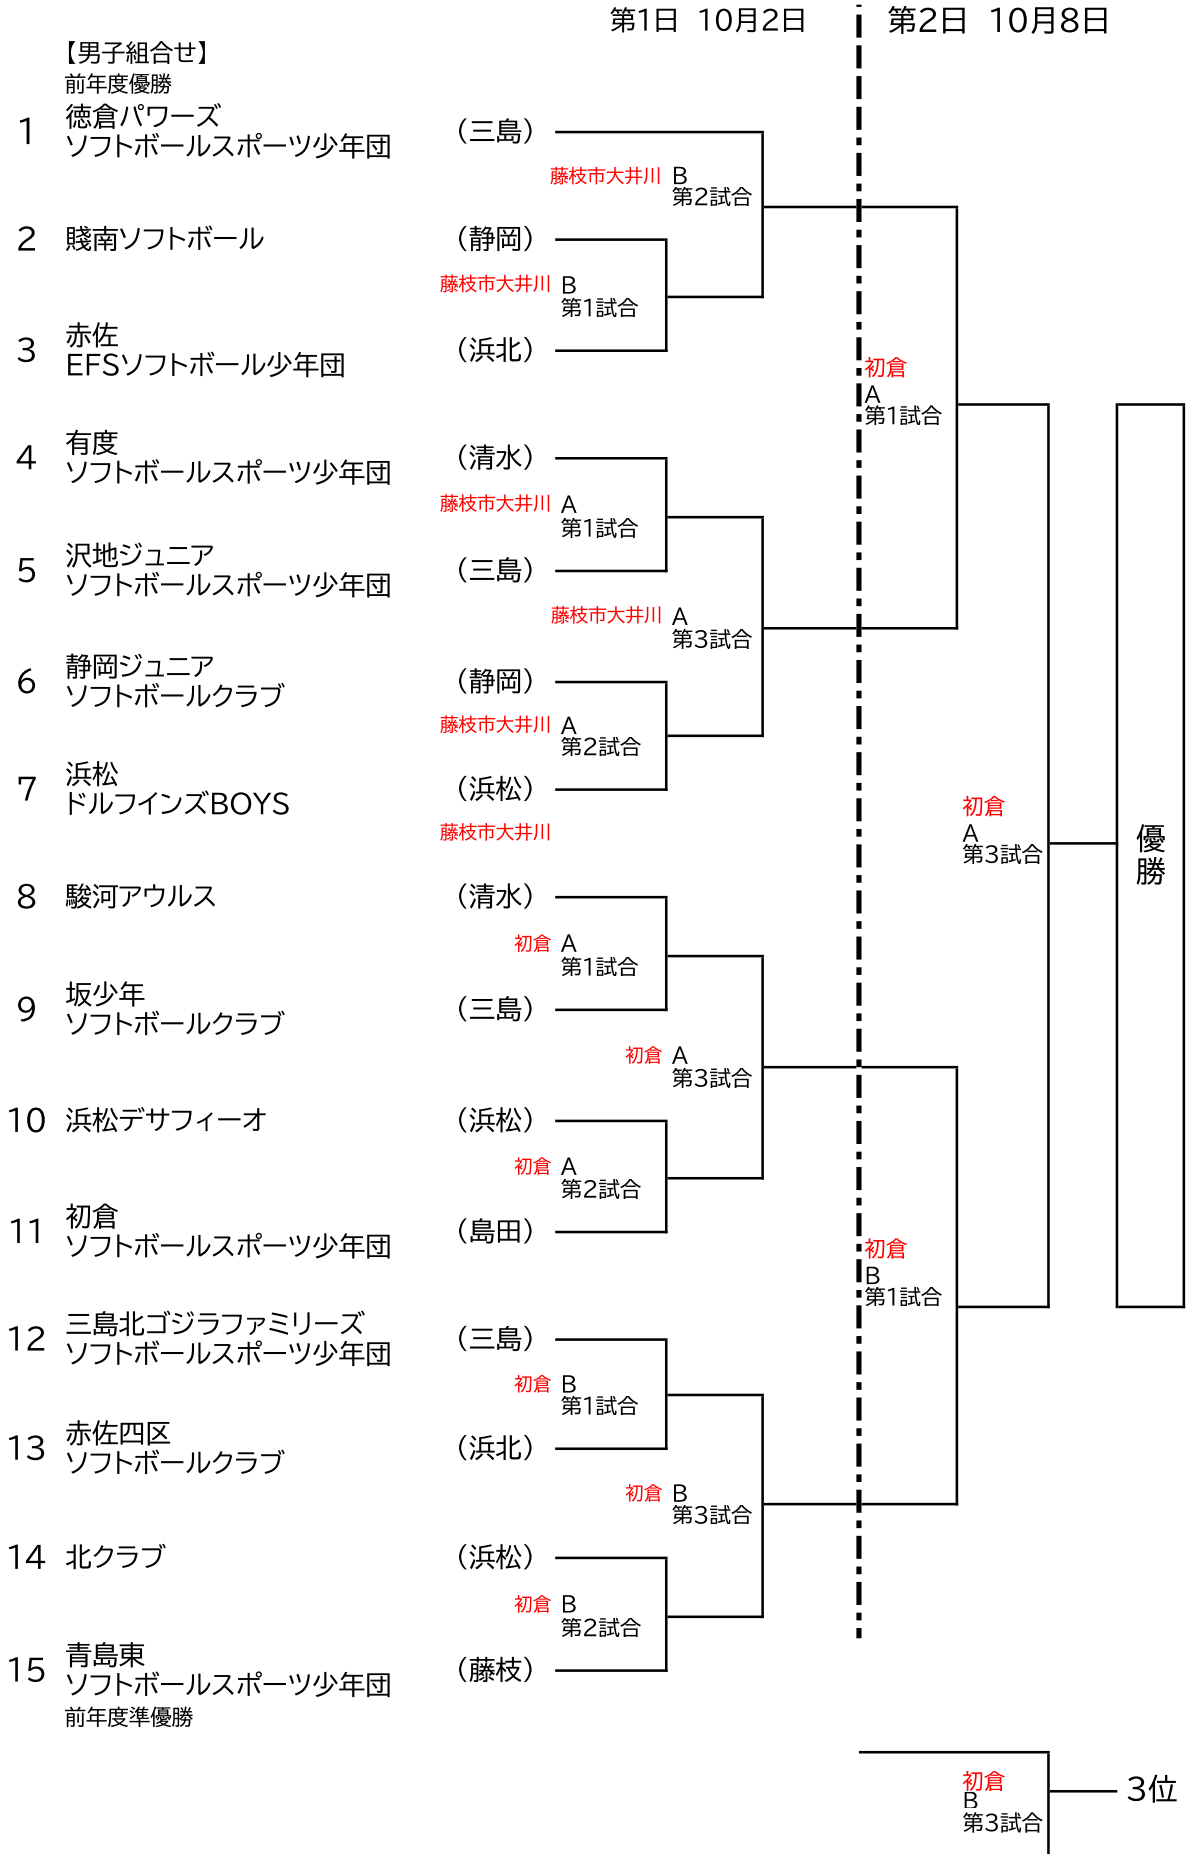 第1日 10月2日
第2日 10月8日
【男子組合せ】
前年度優勝
1 徳倉パワーズ
ソフトボールスポーツ少年団
（三島）
藤枝市大井川 B
第2試合
2 賤南ソフトボール （静岡）
藤枝市大井川 B
第1試合
3 赤佐
EFSソフトボール少年団
（浜北）
初倉
A
第1試合
4 有度
ソフトボールスポーツ少年団
（清水）
藤枝市大井川 A
第1試合
5 沢地ジュニア
ソフトボールスポーツ少年団
（三島）
藤枝市大井川 A
第3試合
6 静岡ジュニア
ソフトボールクラブ
（静岡）
藤枝市大井川 A
第2試合
7 浜松
ドルフインズBOYS
（浜松）
藤枝市大井川
初倉
A
第3試合
優勝
8 駿河アウルス （清水）
初倉 A
第1試合
9 坂少年
ソフトボールクラブ
（三島）
初倉 A
第3試合
10 浜松デサフィーオ （浜松）
初倉 A
第2試合
11 初倉
ソフトボールスポーツ少年団
（島田）
初倉
B
第1試合
12 三島北ゴジラファミリーズ
ソフトボールスポーツ少年団
（三島）
初倉 B
第1試合
13 赤佐四区
ソフトボールクラブ
（浜北）
初倉 B
第3試合
14 北クラブ （浜松）
初倉 B
第2試合
15 青島東
ソフトボールスポーツ少年団
（藤枝）
前年度準優勝
初倉
B
第3試合
3位